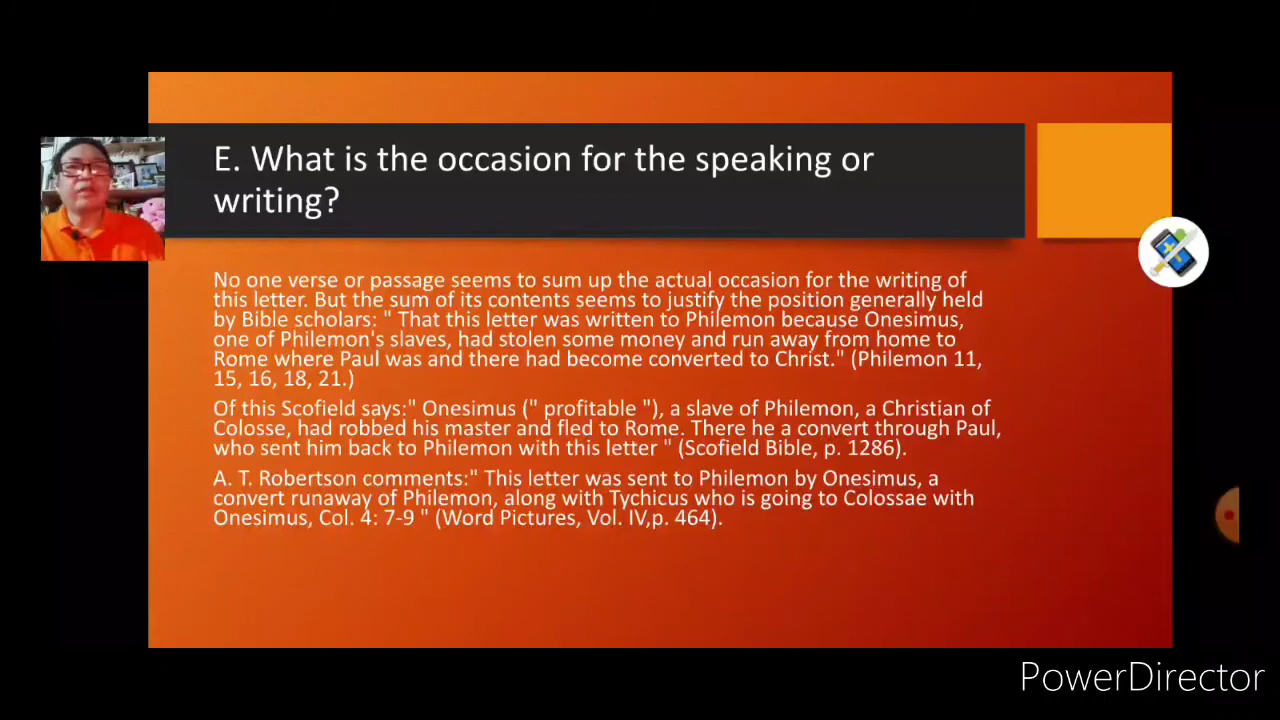 E. What is the occasion for the speaking or
writing?
No one verse or passage seems to sum up the actual occasion for the writing of
this letter. But the sum of its contents seems to justify the position generally held
by Bible scholars: " That this letter was written to Philemon because Onesimus,
one of Philemon's slaves, had stolen some money and run away from home to
Rome where Paul was and there had become converted to Christ." (Philemon 11,
15, 16, 18, 21.)
Of this Scofield says:" Onesimus (" profitable "), a slave of Philemon, a Christian of
Colosse, had robbed his master and fled to Rome. There he a convert through Paul,
who sent him back to Philemon with this letter " (Scofield Bible, p. 1286).
A. T. Robertson comments:" This letter was sent to Philemon by Onesimus, a
convert runaway of Philemon, along with Tychicus who is going to Colossae with
Onesimus, Col. 4: 7-9 " (Word Pictures, Vol. IV,p. 464).
PowerDirector